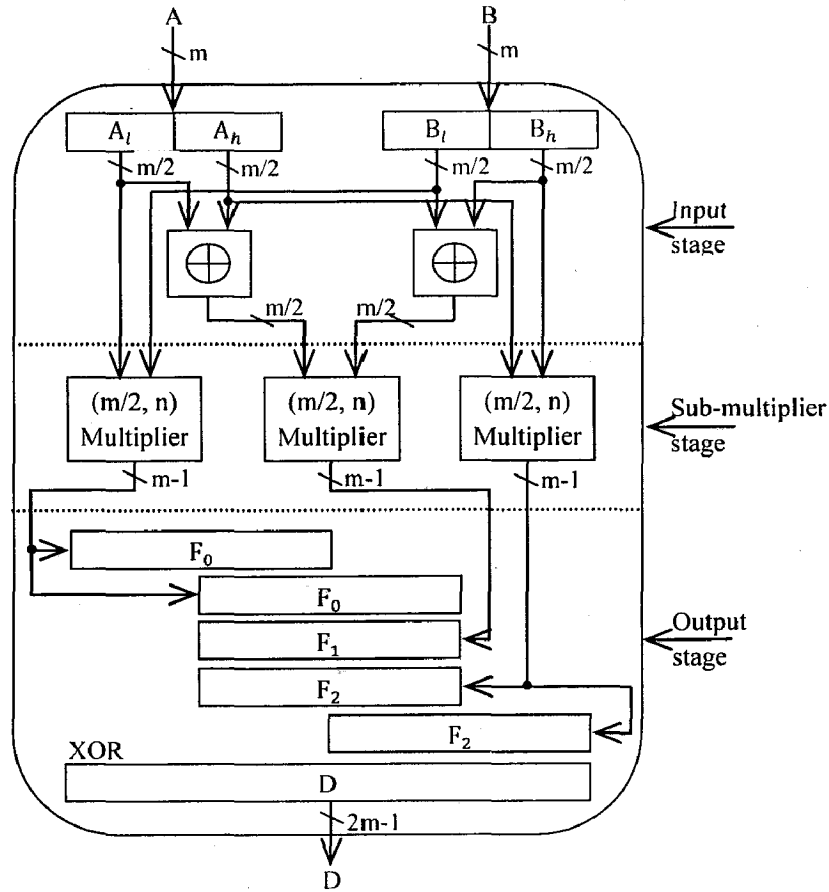 A B
m m
A_l A_h B_l B_h
m/2 m/2 m/2 m/2
Input
stage
⊕ ⊕
m/2 m/2
(m/2, n) (m/2, n) (m/2, n)
Multiplier Multiplier Multiplier
Sub-multiplier
stage
m-1 m-1 m-1
F_0
F_0
F_1
Output
stage
F_2
F_2
XOR
D
2m-1
D